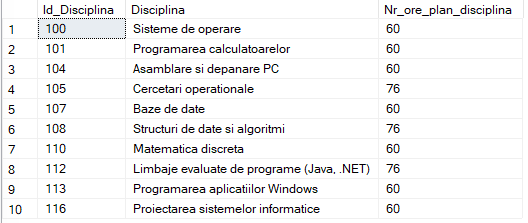 Id_Disciplina Disciplina Nr_ore_plan_disciplina
1 100 Sisteme de operare 60
2 101 Programarea calculatoarelor 60
3 104 Asamblare si depanare PC 60
4 105 Cercetari operationale 76
5 107 Baze de date 60
6 108 Structuri de date si algoritmi 76
7 110 Matematica discreta 60
8 112 Limbaje evaluate de programe (Java, .NET) 76
9 113 Programarea aplicatiilor Windows 60
10 116 Proiectarea sistemelor informatice 60